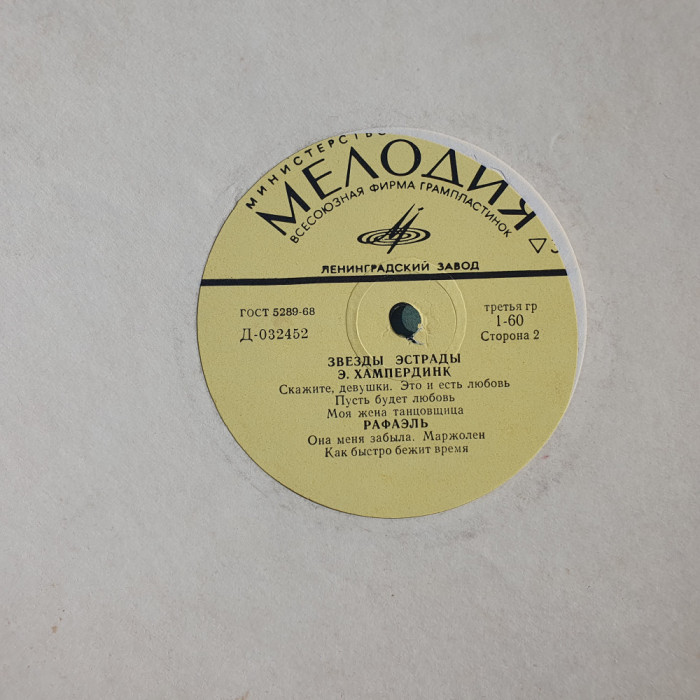 МИНИСТЕРСТВО
МЕЛОДИЯ
ВСЕСОЮЗНАЯ ФИРМА ГРАМПЛАСТИНОК
ЛЕНИНГРАДСКИЙ ЗАВОД
ГОСТ 5289-68
Д-032452
третья гр
1-60
Сторона 2
ЗВЕЗДЫ ЭСТРАДЫ
Э. ХАМПЕРДИНК
Скажите, девушки. Это и есть любовь
Пусть будет любовь
Моя жена танцовщица
РАФАЭЛЬ
Она меня забыла. Маржолен
Как быстро бежит время